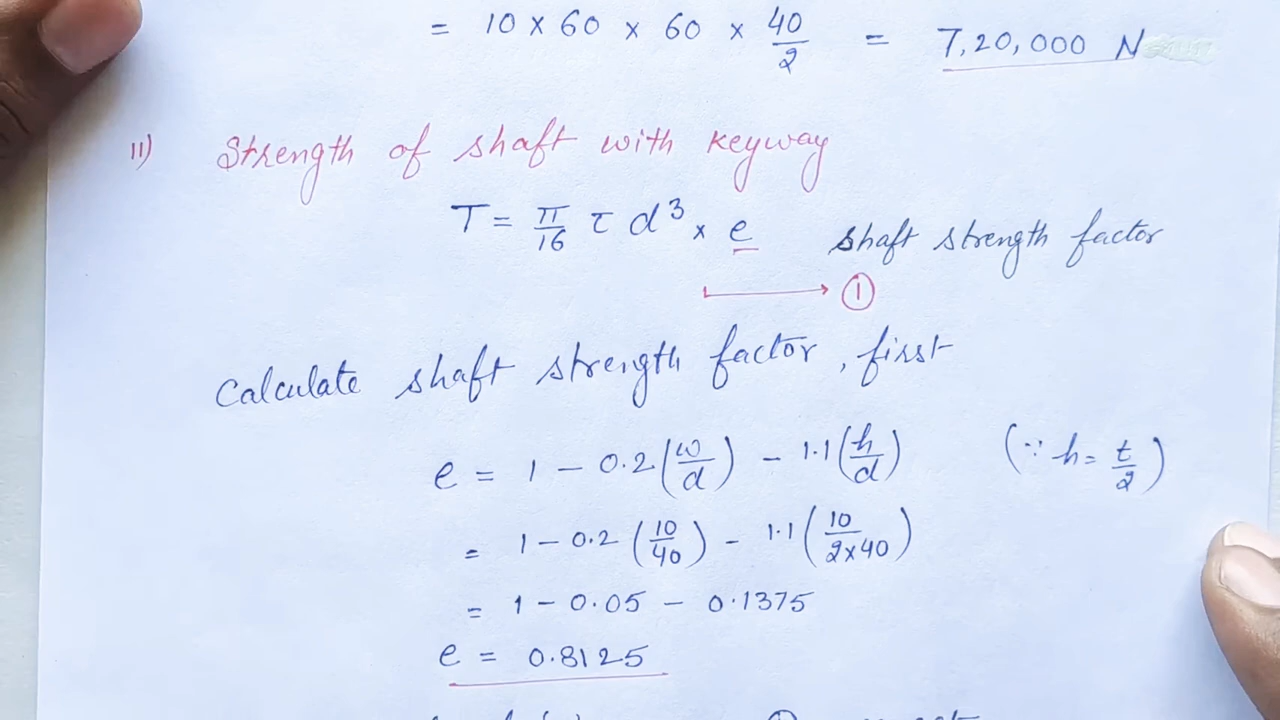 = 10 × 60 × 60 × 40/2 = 7,20,000 N
11) Strength of shaft with keyway
T = π/16 τ d³ × e shaft strength factor
→ ①
Calculate shaft strength factor, first
e = 1 - 0.2 (w/d) - 1.1 (h/d) (∵ h = t/2)
= 1 - 0.2 (10/40) - 1.1 (10/2×40)
= 1 - 0.05 - 0.1375
e = 0.8125